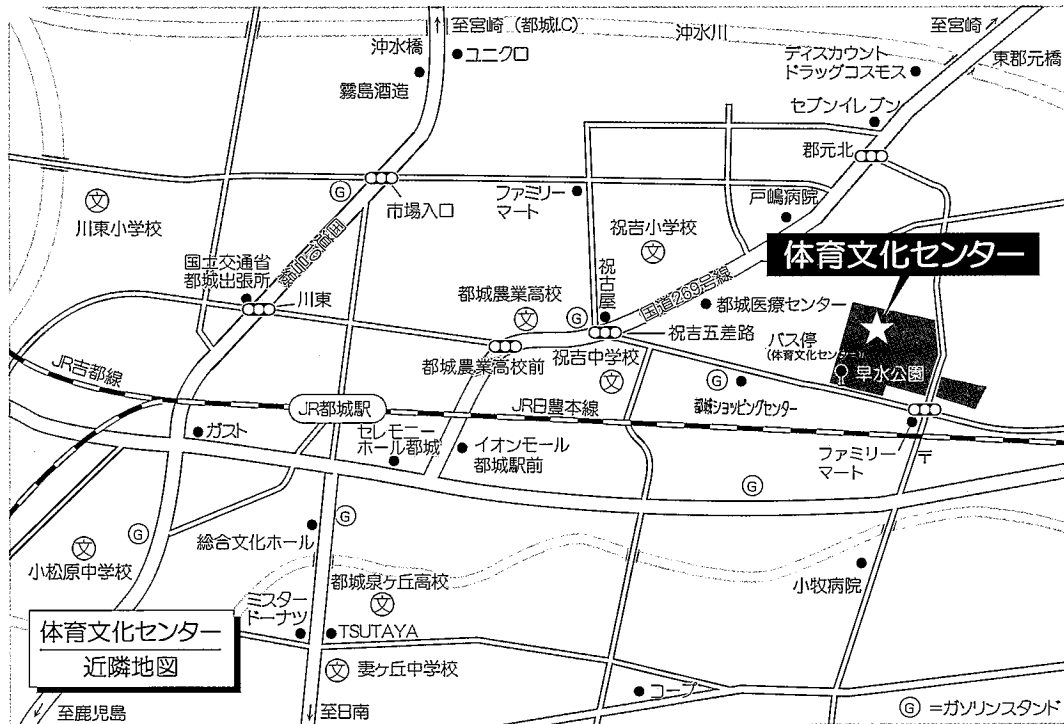 至宮崎（都城I.C）
沖水川
至宮崎
沖水橋
ユニクロ
霧島酒造
ディスカウント
ドラッグコスモス
東郡元橋
セブンイレブン
郡元北
G
市場入口
ファミリー
マート
戸嶋病院
文
川東小学校
祝吉小学校
文
国道10号線
国土交通省
都城出張所
川東
体育文化センター
都城農業高校
文
G
祝吉屋
国道269号線
都城医療センター
祝吉五差路
バス停
(体育文化センター)
早水公園
都城農業高校前
祝吉中学校
文
G
都城ショッピングセンター
JR吉都線
JR都城駅
JR日豊本線
ガスト
セレモニー
ホール都城
イオンモール
都城駅前
ファミリー
マート
〒
G
G
G
総合文化ホール
文
小松原中学校
都城泉ヶ丘高校
文
小牧病院
ミスター
ドーナツ
TSUTAYA
文
妻ヶ丘中学校
コープ
体育文化センター
近隣地図
至鹿児島
至日南
G=ガソリンスタンド